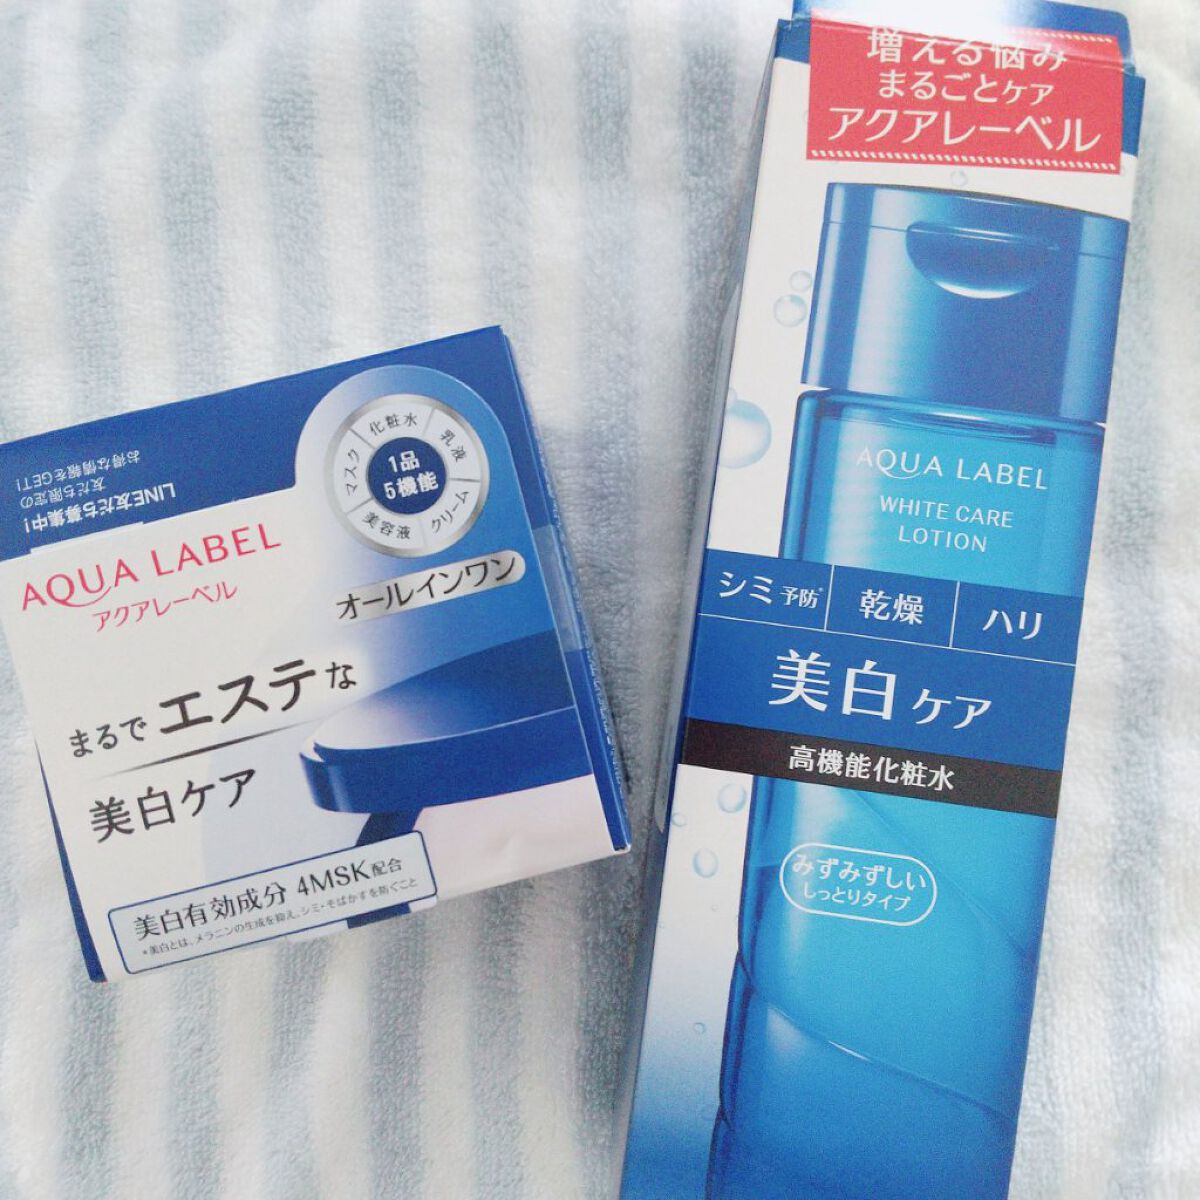 お得な情報をGET!
友だち限定の
LINE友だち募集中!
化粧水
乳液
クリーム
美容液
マスク
1品
5機能
オールインワン
AQUA LABEL
アクアレーベル
まるでエステな
美白ケア
美白有効成分 4MSK配合
*美白とは、メラニンの生成を抑え、シミ・そばかすを防ぐこと
増える悩み
まるごとケア
アクアレーベル
AQUA LABEL
WHITE CARE
LOTION
シミ予防* 乾燥 ハリ
美白ケア
高機能化粧水
みずみずしい
しっとりタイプ